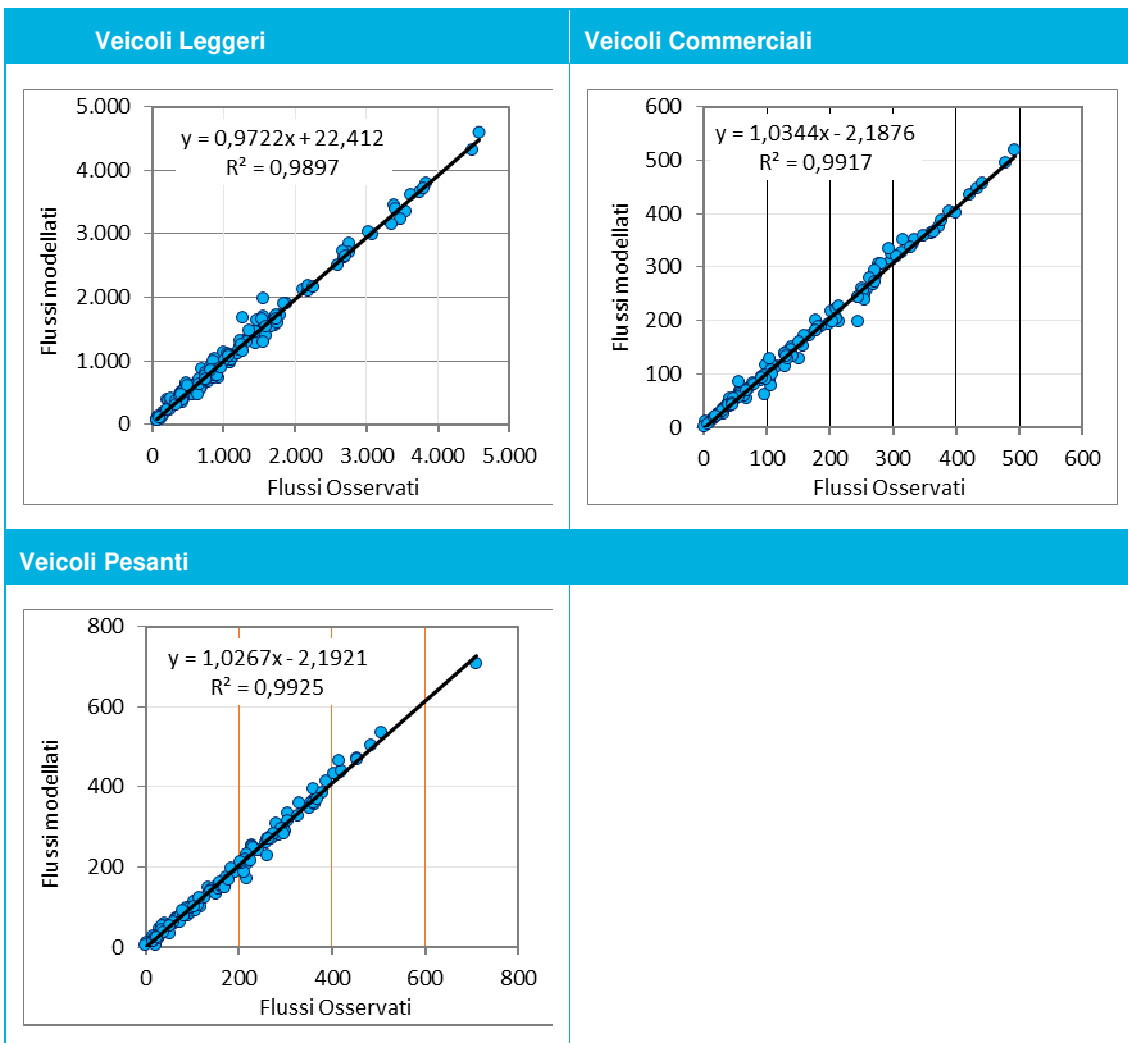 Veicoli Leggeri
Veicoli Commerciali
5.000
4.000
3.000
2.000
1.000
0
y = 0,9722x + 22,412
R² = 0,9897
Flussi modellati
0 1.000 2.000 3.000 4.000 5.000
Flussi Osservati
600
500
400
300
200
100
0
y = 1,0344x - 2,1876
R² = 0,9917
Flussi modellati
0 100 200 300 400 500 600
Flussi Osservati
Veicoli Pesanti
800
600
400
200
0
y = 1,0267x - 2,1921
R² = 0,9925
Flussi modellati
0 200 400 600 800
Flussi Osservati